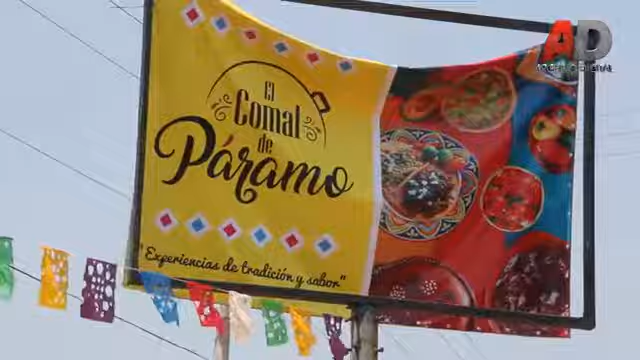 El
Comal
de
Páramo
"Experiencias de tradición y sabor"
AD